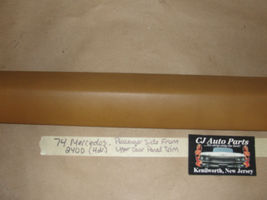 74 Mercedes
240D (4dr)
Passenger Side Front
Upper Door Panel Trim
CJ Auto Parts
Kenilworth, New Jersey